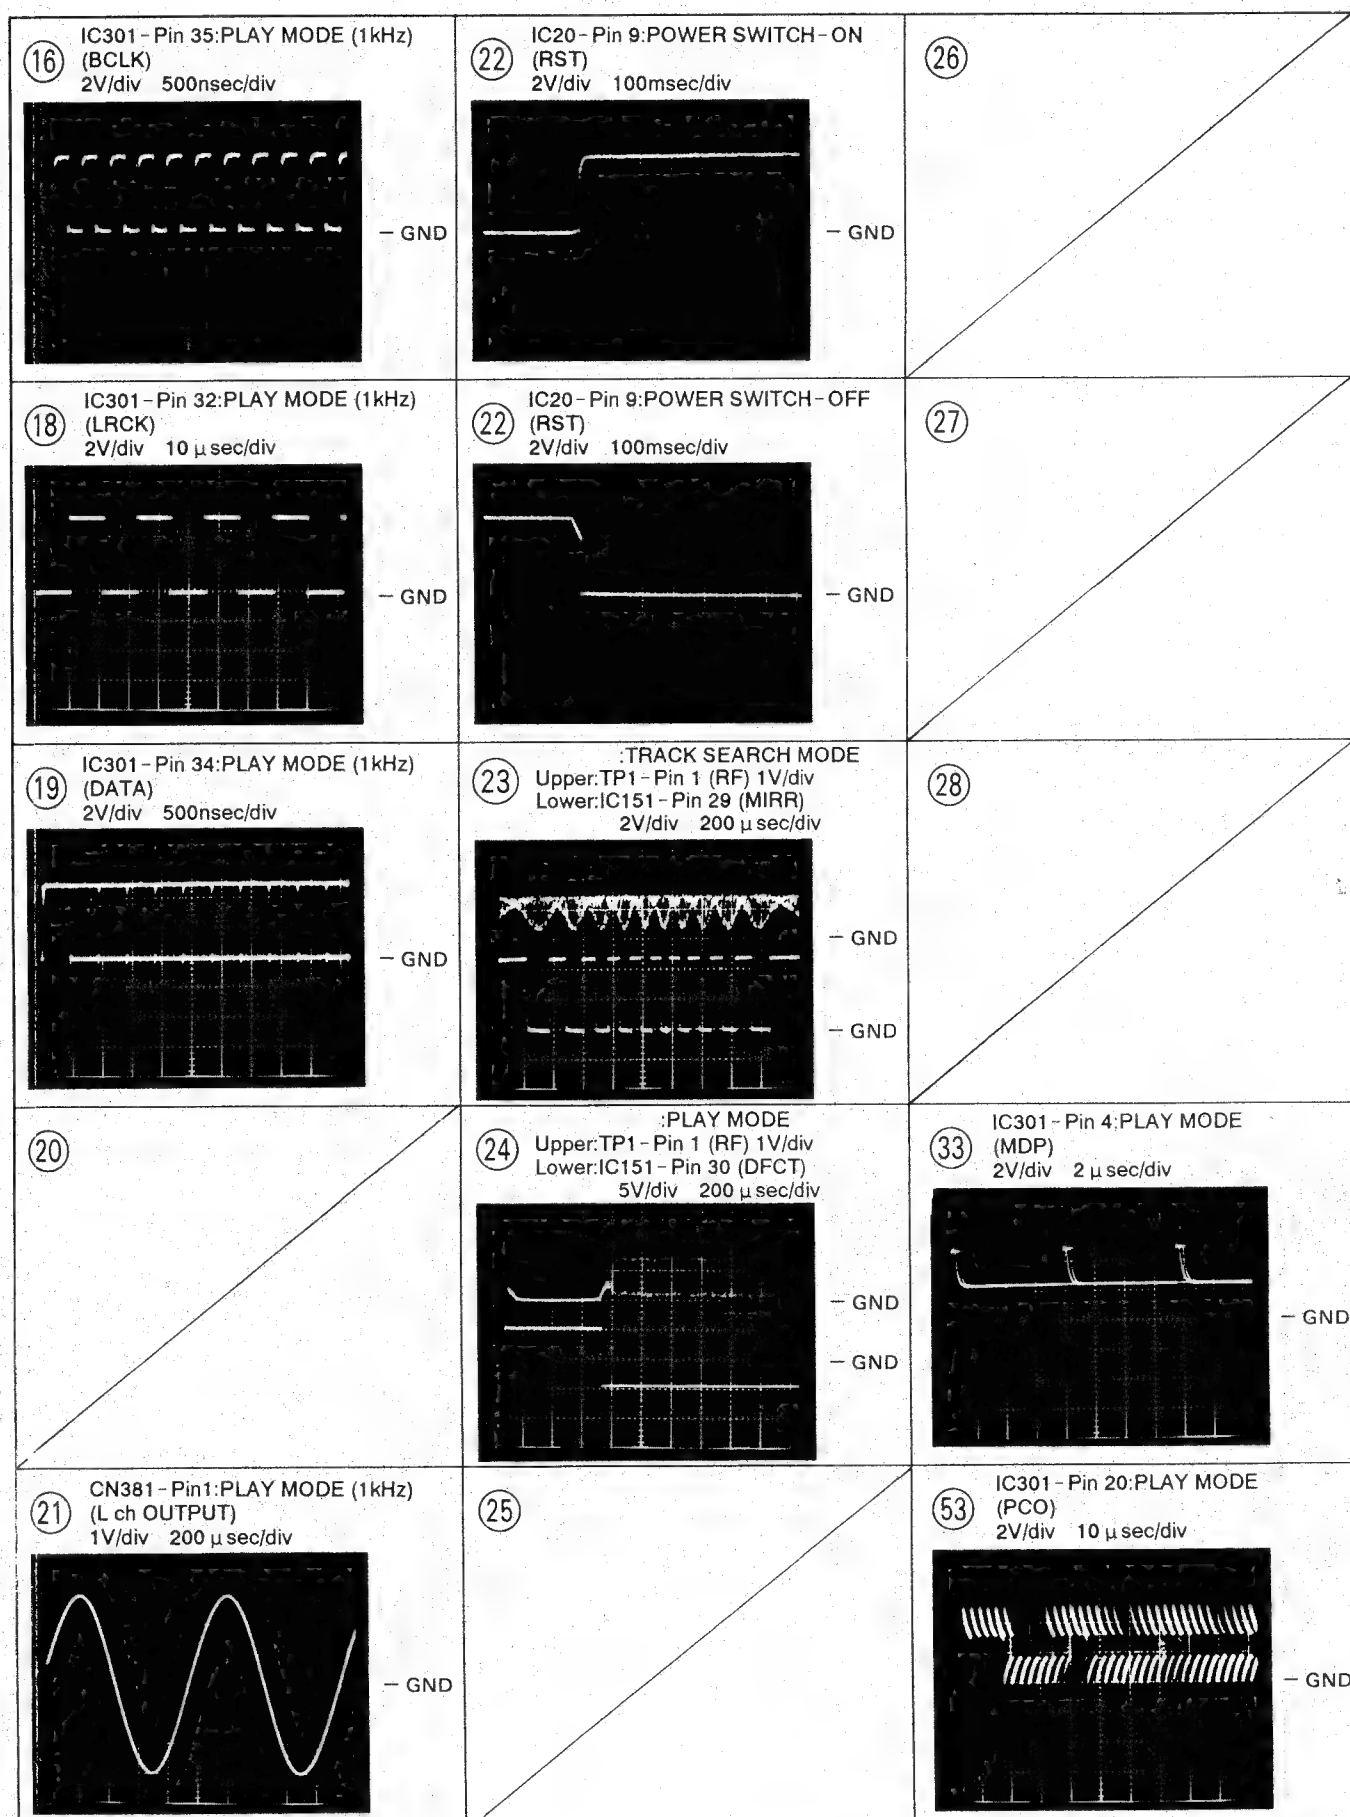 16
IC301-Pin 35:PLAY MODE (1kHz)
(BCLK)
2V/div 500nsec/div
- GND
22
IC20-Pin 9:POWER SWITCH-ON
(RST)
2V/div 100msec/div
- GND
26
18
IC301-Pin 32:PLAY MODE (1kHz)
(LRCK)
2V/div 10 µsec/div
- GND
22
IC20-Pin 9:POWER SWITCH-OFF
(RST)
2V/div 100msec/div
- GND
27
19
IC301-Pin 34:PLAY MODE (1kHz)
(DATA)
2V/div 500nsec/div
- GND
23
:TRACK SEARCH MODE
Upper:TP1-Pin 1 (RF) 1V/div
Lower:IC151-Pin 29 (MIRR)
2V/div 200 µsec/div
- GND
- GND
28
20
24
:PLAY MODE
Upper:TP1-Pin 1 (RF) 1V/div
Lower:IC151-Pin 30 (DFCT)
5V/div 200 µsec/div
- GND
- GND
33
IC301-Pin 4:PLAY MODE
(MDP)
2V/div 2 µsec/div
- GND
21
CN381-Pin1:PLAY MODE (1kHz)
(L ch OUTPUT)
1V/div 200 µsec/div
- GND
25
53
IC301-Pin 20:PLAY MODE
(PCO)
2V/div 10 µsec/div
- GND